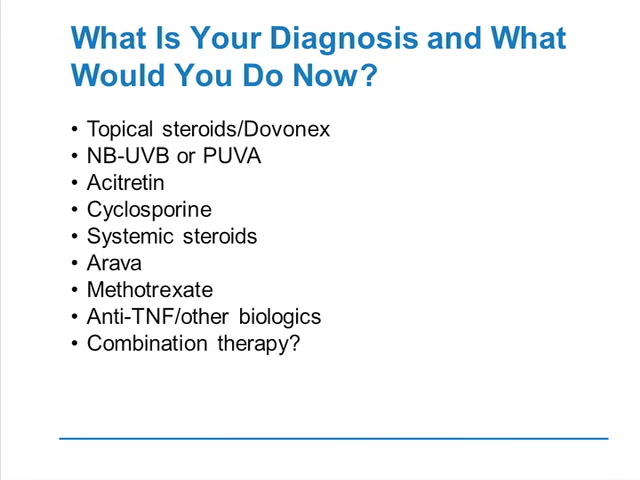 What Is Your Diagnosis and What
Would You Do Now?
• Topical steroids/Dovonex
• NB-UVB or PUVA
• Acitretin
• Cyclosporine
• Systemic steroids
• Arava
• Methotrexate
• Anti-TNF/other biologics
• Combination therapy?